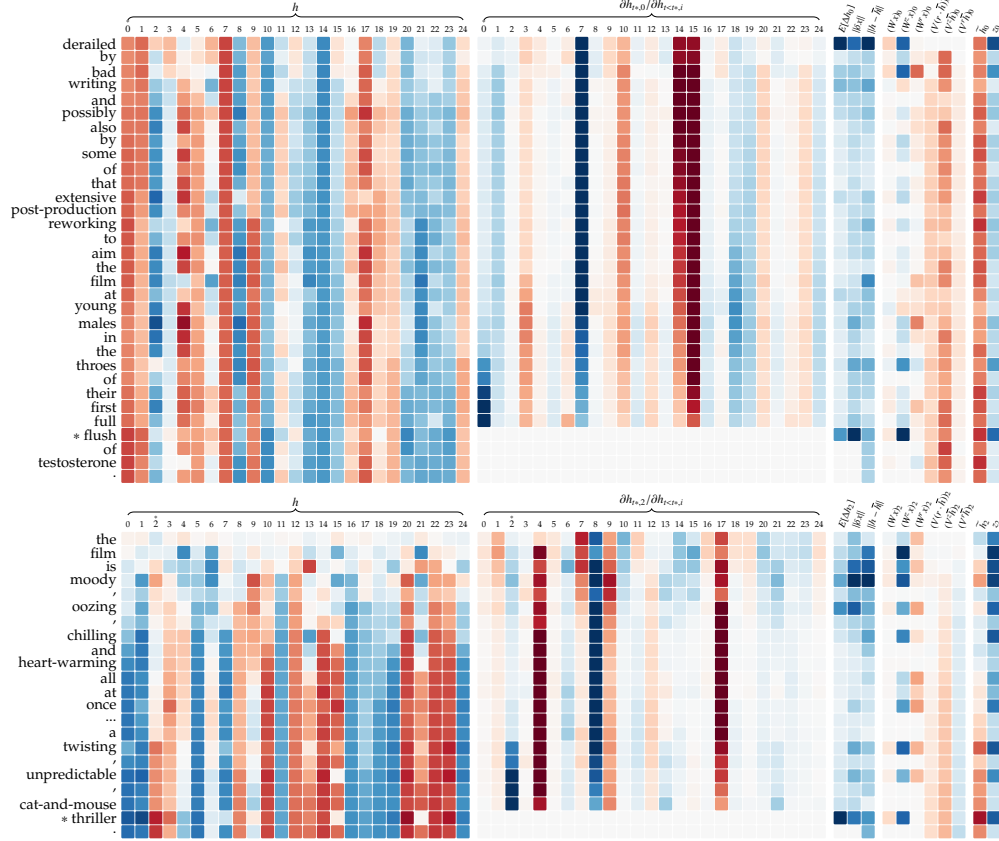 h
∂h_{t*,0}/∂h_{t<t*,i}
0 1 2 3 4 5 6 7 8 9 10 11 12 13 14 15 16 17 18 19 20 21 22 23 24
0 1 2 3 4 5 6 7 8 9 10 11 12 13 14 15 16 17 18 19 20 21 22 23 24
derailed
by
bad
writing
and
possibly
also
by
some
of
that
extensive
post-production
reworking
to
aim
the
film
at
young
males
in
the
throes
of
their
first
full
* flush
of
testosterone
.
h
∂h_{t*,2}/∂h_{t<t*,i}
0 1 2 3 4 5 6 7 8 9 10 11 12 13 14 15 16 17 18 19 20 21 22 23 24
0 1 2 3 4 5 6 7 8 9 10 11 12 13 14 15 16 17 18 19 20 21 22 23 24
the
film
is
moody
,
oozing
,
chilling
and
heart-warming
all
at
once
...
a
twisting
,
unpredictable
,
cat-and-mouse
* thriller
.